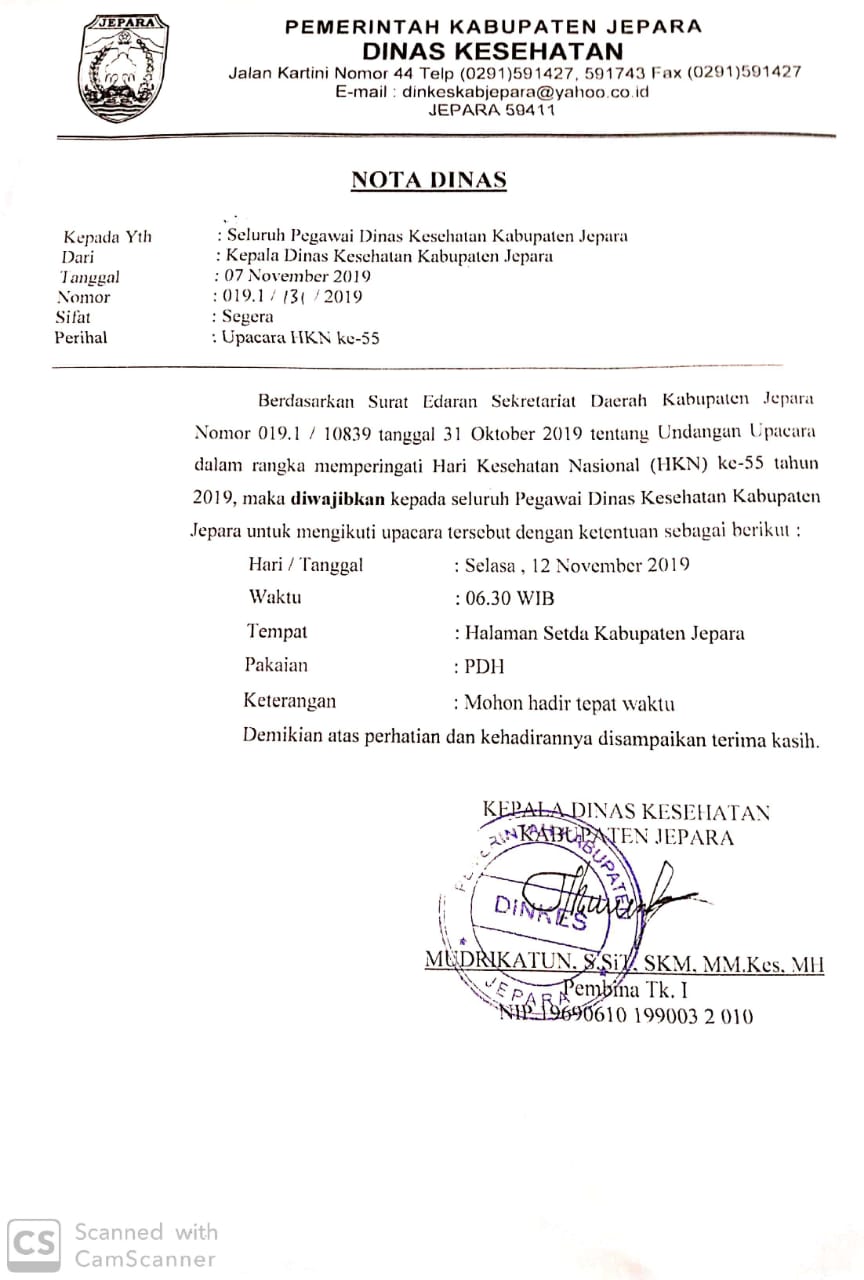 JEPARA
PEMERINTAH KABUPATEN JEPARA
DINAS KESEHATAN
Jalan Kartini Nomor 44 Telp (0291)591427, 591743 Fax (0291)591427
E-mail : dinkeskabjepara@yahoo.co.id
JEPARA 59411
NOTA DINAS
Kepada Yth : Seluruh Pegawai Dinas Kesehatan Kabupaten Jepara
Dari : Kepala Dinas Kesehatan Kabupaten Jepara
Tanggal : 07 November 2019
Nomor : 019.1 / 131 / 2019
Sifat : Segera
Perihal : Upacara HKN ke-55
Berdasarkan Surat Edaran Sekretariat Daerah Kabupaten Jepara
Nomor 019.1 / 10839 tanggal 31 Oktober 2019 tentang Undangan Upacara
dalam rangka memperingati Hari Kesehatan Nasional (HKN) ke-55 tahun
2019, maka diwajibkan kepada seluruh Pegawai Dinas Kesehatan Kabupaten
Jepara untuk mengikuti upacara tersebut dengan ketentuan sebagai berikut :
Hari / Tanggal : Selasa , 12 November 2019
Waktu : 06.30 WIB
Tempat : Halaman Setda Kabupaten Jepara
Pakaian : PDH
Keterangan : Mohon hadir tepat waktu
Demikian atas perhatian dan kehadirannya disampaikan terima kasih.
KEPALA DINAS KESEHATAN
KABUPATEN JEPARA
PEMERINTAH KABUPATEN
DINKES
JEPARA
MUDRIKATUN, S.SiT, SKM, MM.Kes, MH
Pembina Tk. I
NIP 19690610 199003 2 010
CS Scanned with
CamScanner